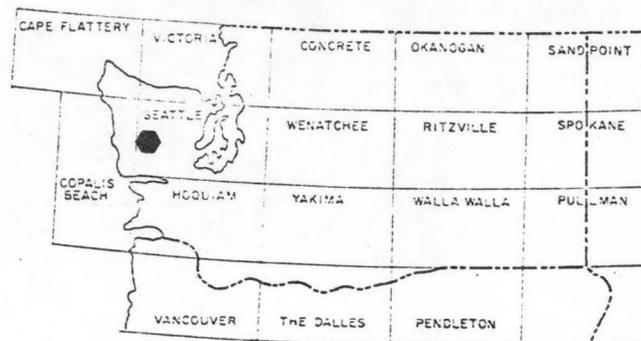 CAPE FLATTERY
VICTORIA
CONCRETE
OKANOGAN
SANDPOINT
SEATTLE
WENATCHEE
RITZVILLE
SPOKANE
COPALIS
BEACH
HOQUIAM
YAKIMA
WALLA WALLA
PULLMAN
VANCOUVER
THE DALLES
PENDLETON